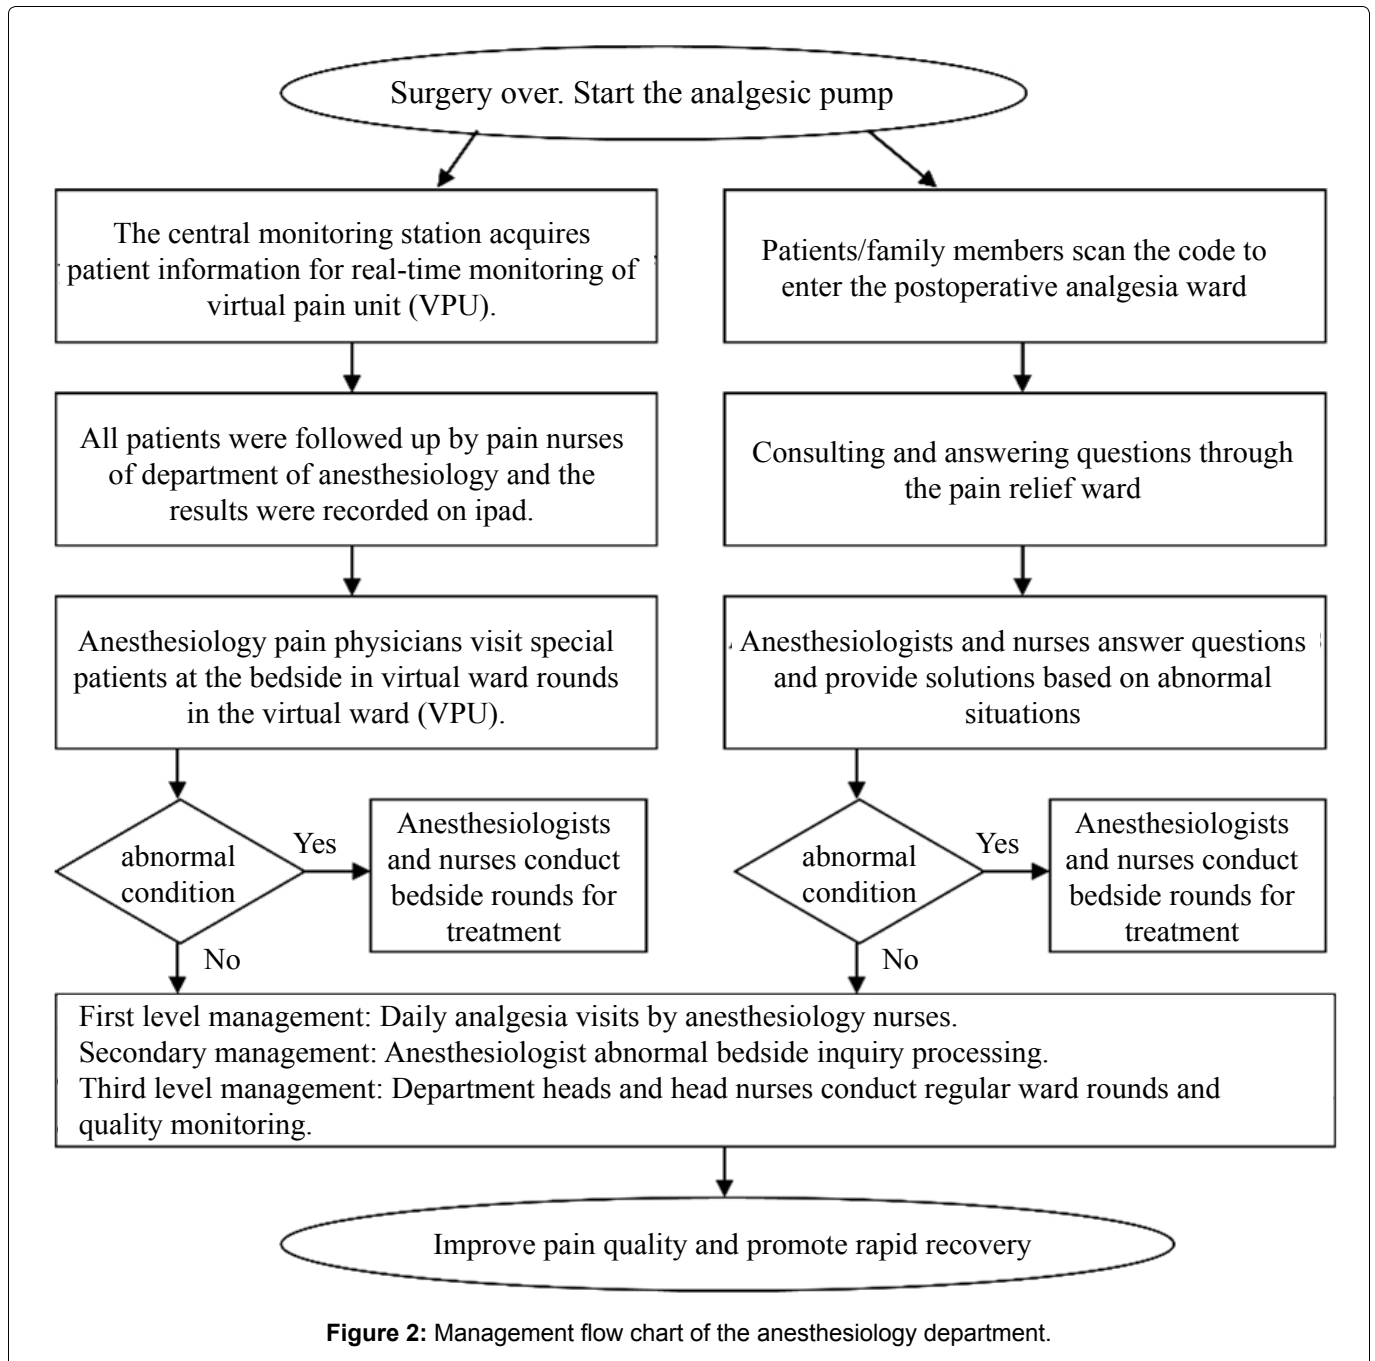 Surgery over. Start the analgesic pump
The central monitoring station acquires
patient information for real-time monitoring of
virtual pain unit (VPU).
Patients/family members scan the code to
enter the postoperative analgesia ward
All patients were followed up by pain nurses
of department of anesthesiology and the
results were recorded on ipad.
Consulting and answering questions through
the pain relief ward
Anesthesiology pain physicians visit special
patients at the bedside in virtual ward rounds
in the virtual ward (VPU).
Anesthesiologists and nurses answer questions
and provide solutions based on abnormal
situations
abnormal
condition
Yes
Anesthesiologists
and nurses conduct
bedside rounds for
treatment
No
abnormal
condition
Yes
Anesthesiologists
and nurses conduct
bedside rounds for
treatment
No
First level management: Daily analgesia visits by anesthesiology nurses.
Secondary management: Anesthesiologist abnormal bedside inquiry processing.
Third level management: Department heads and head nurses conduct regular ward rounds and
quality monitoring.
Improve pain quality and promote rapid recovery
Figure 2: Management flow chart of the anesthesiology department.